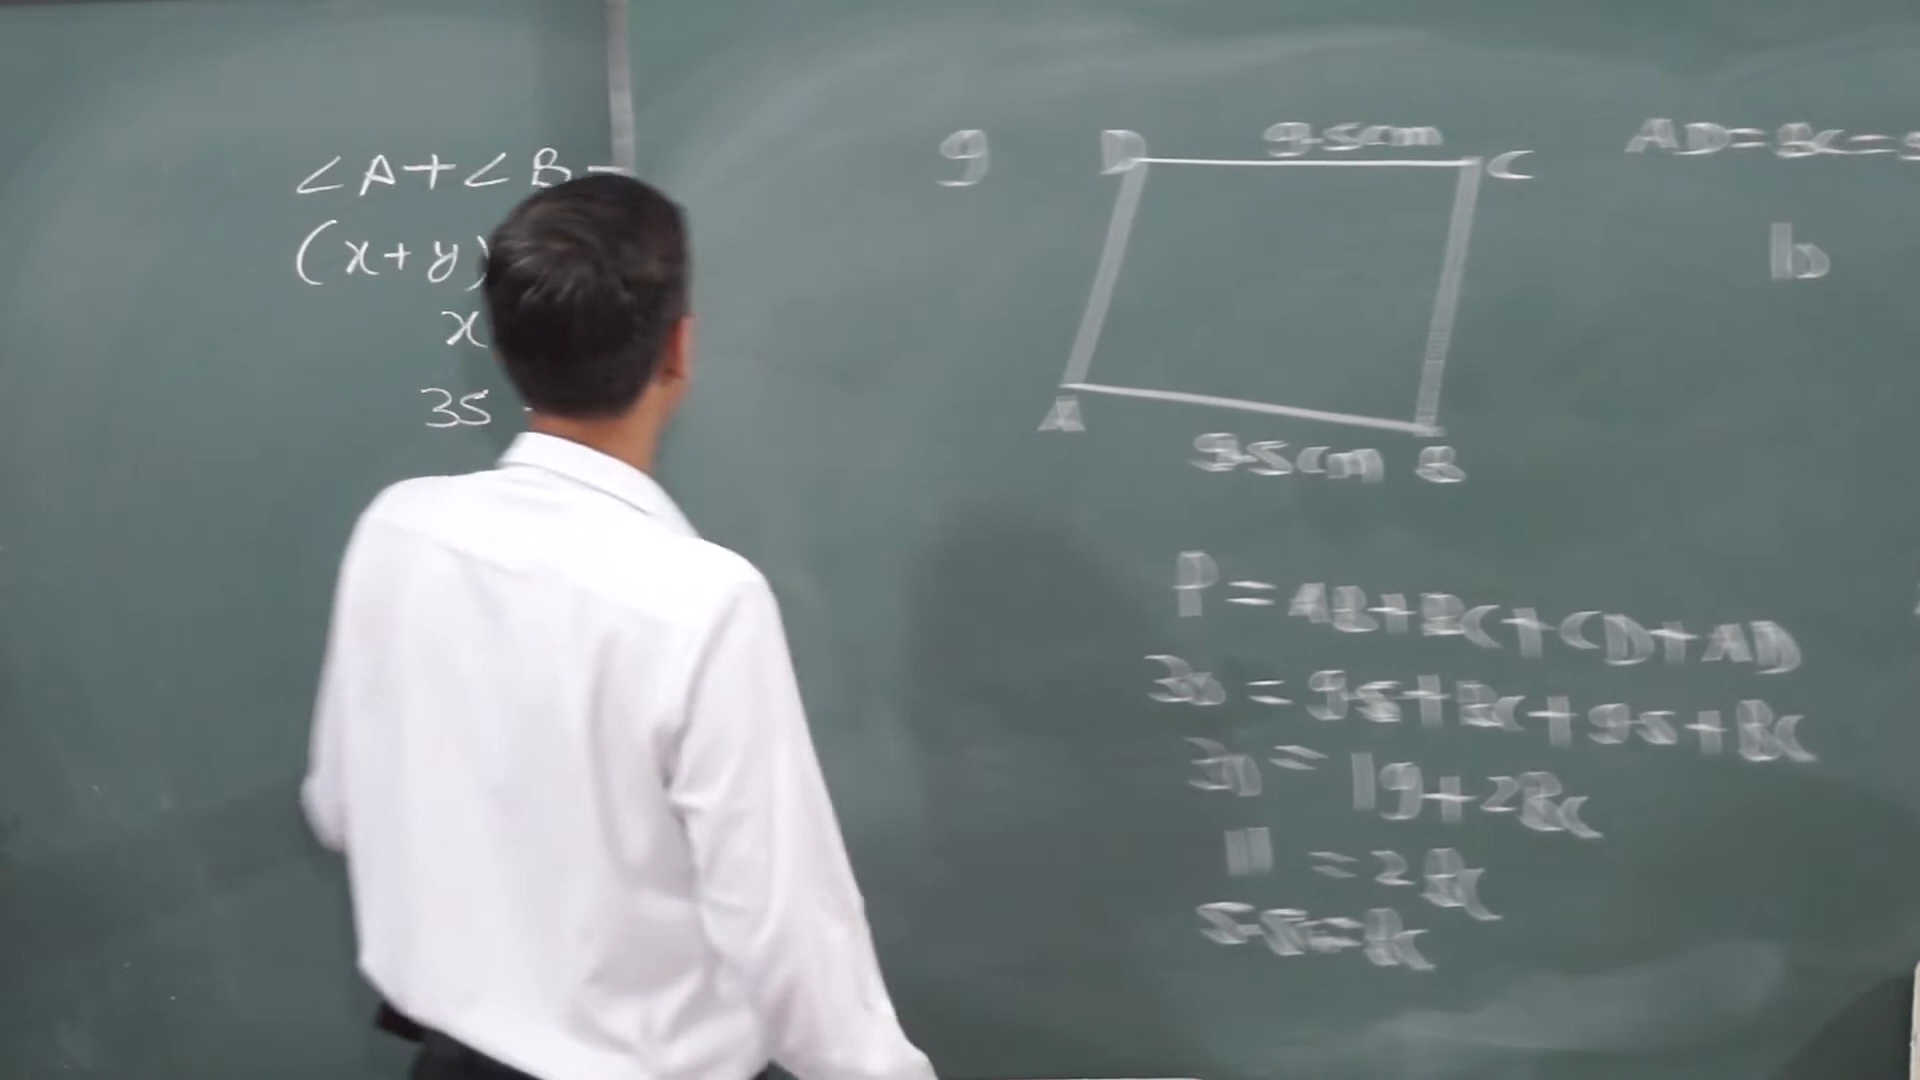 ∠A+∠B=
(x+y)
x
35
9
D 9.5cm C
A
9.5cm B
AD=BC=5
b
P=AB+BC+CD+AD
30=9.5+BC+9.5+BC
30=19+2BC
11=2BC
5.5=BC